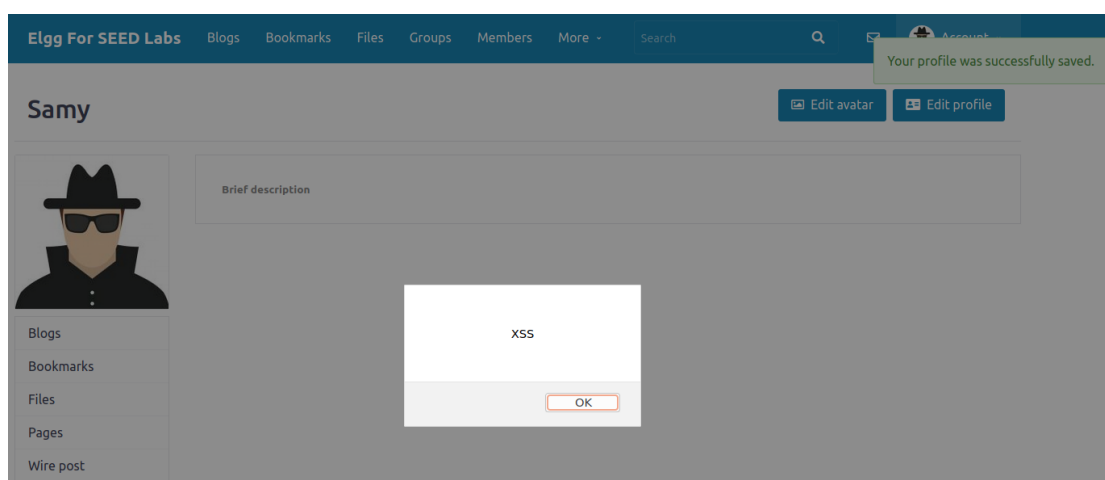 Elgg For SEED Labs Blogs Bookmarks Files Groups Members More Search Account
Your profile was successfully saved.
Samy
Edit avatar Edit profile
Brief description
xss
OK
Blogs
Bookmarks
Files
Pages
Wire post